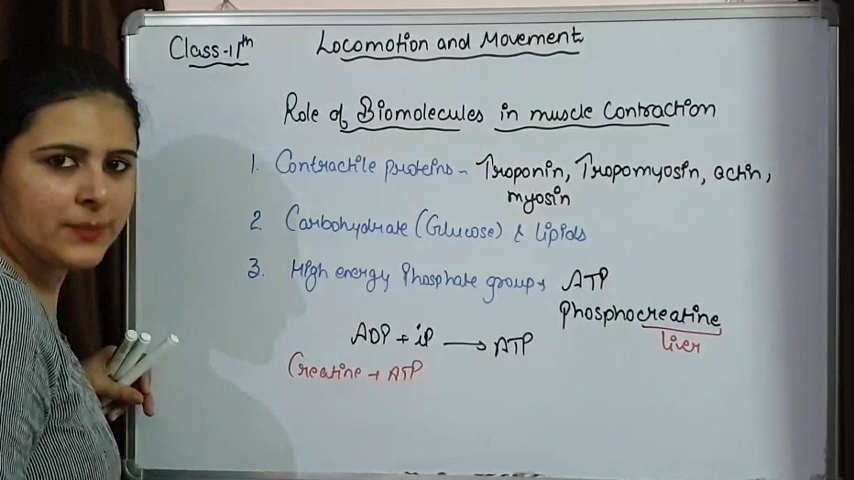 Class-11th
Locomotion and Movement
Role of Biomolecules in muscle Contraction
1. Contractile proteins - Troponin, Tropomyosin, actin,
myosin
2. Carbohydrate (Glucose) & lipids
3. High energy Phosphate group → ATP
Phosphocreatine
liver
ADP + iP → ATP
Creatine + ATP